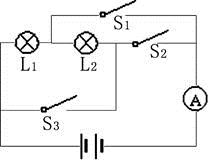 S₁
L₁ L₂ S₂
A
S₃